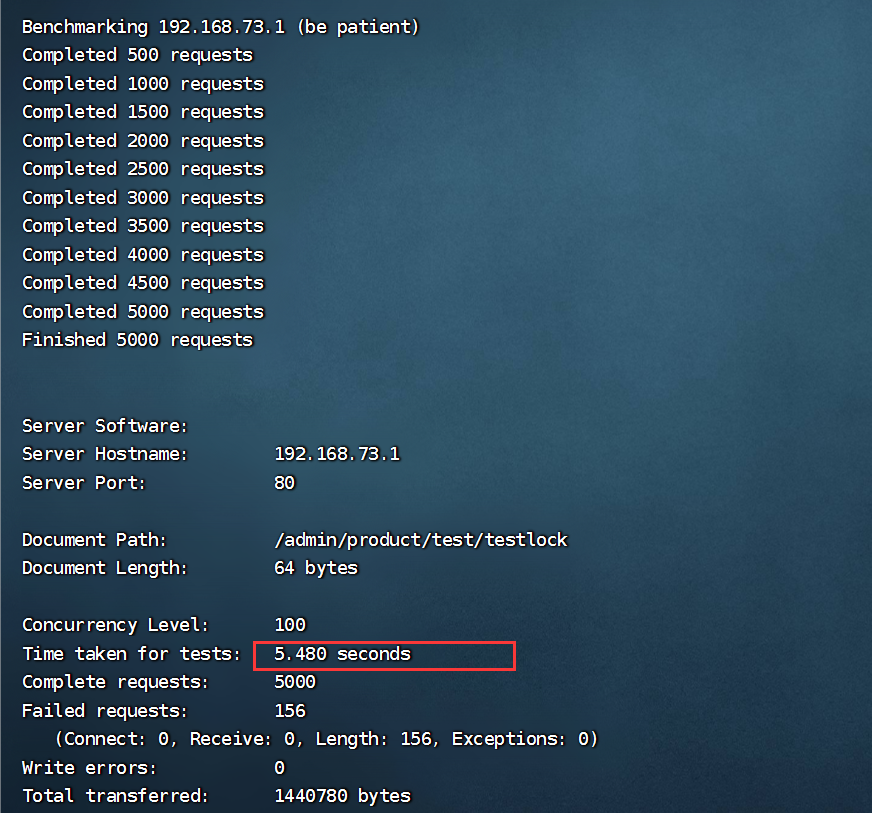 Benchmarking 192.168.73.1 (be patient)
Completed 500 requests
Completed 1000 requests
Completed 1500 requests
Completed 2000 requests
Completed 2500 requests
Completed 3000 requests
Completed 3500 requests
Completed 4000 requests
Completed 4500 requests
Completed 5000 requests
Finished 5000 requests
Server Software:
Server Hostname: 192.168.73.1
Server Port: 80
Document Path: /admin/product/test/testlock
Document Length: 64 bytes
Concurrency Level: 100
Time taken for tests: 5.480 seconds
Complete requests: 5000
Failed requests: 156
(Connect: 0, Receive: 0, Length: 156, Exceptions: 0)
Write errors: 0
Total transferred: 1440780 bytes